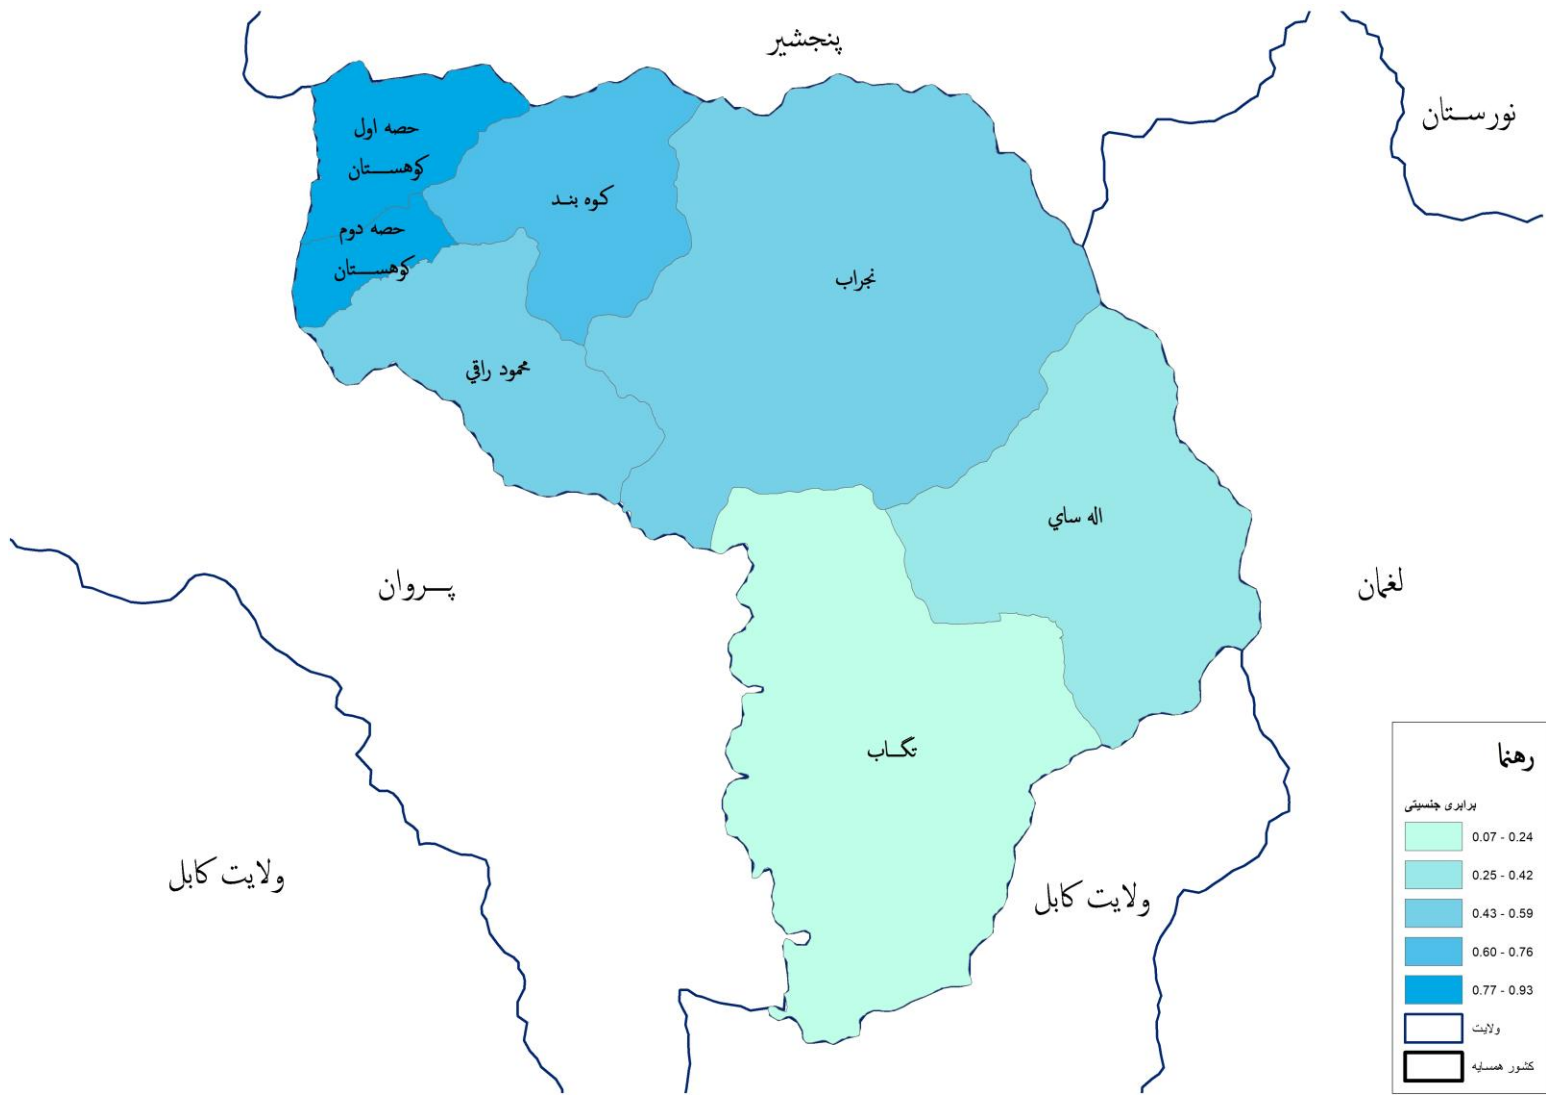 پنجشیر
نورستان
حصه اول
کوهستان
کوه بند
حصه دوم
کوهستان
نجراب
محمود راقي
اله ساي
پروان
لغمان
تگاب
ولایت کابل
ولایت کابل
رهنما
برابری جنسیتی
0.07 - 0.24
0.25 - 0.42
0.43 - 0.59
0.60 - 0.76
0.77 - 0.93
ولایت
کشور همسایه